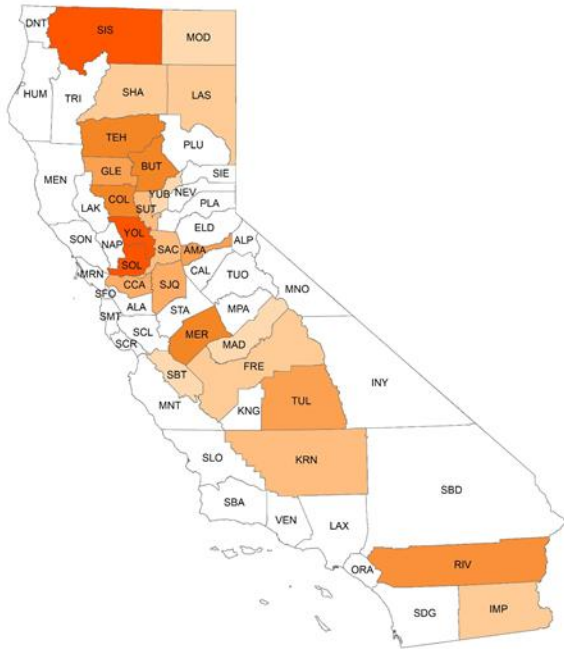 DNT
SIS
MOD
HUM
TRI
SHA
LAS
TEH
PLU
BUT
GLE
SIE
MEN
YUB
NEV
COL
LAK
SUT
PLA
YOL
ELD
SON
NAP
ALP
SAC
AMA
SOL
CAL
MRN
CCA
SJQ
TUO
SFO
MNO
ALA
STA
MPA
SMT
SCL
MER
SCR
MAD
SBT
FRE
INY
MNT
KNG
TUL
SLO
KRN
SBD
SBA
VEN
LAX
ORA
RIV
SDG
IMP